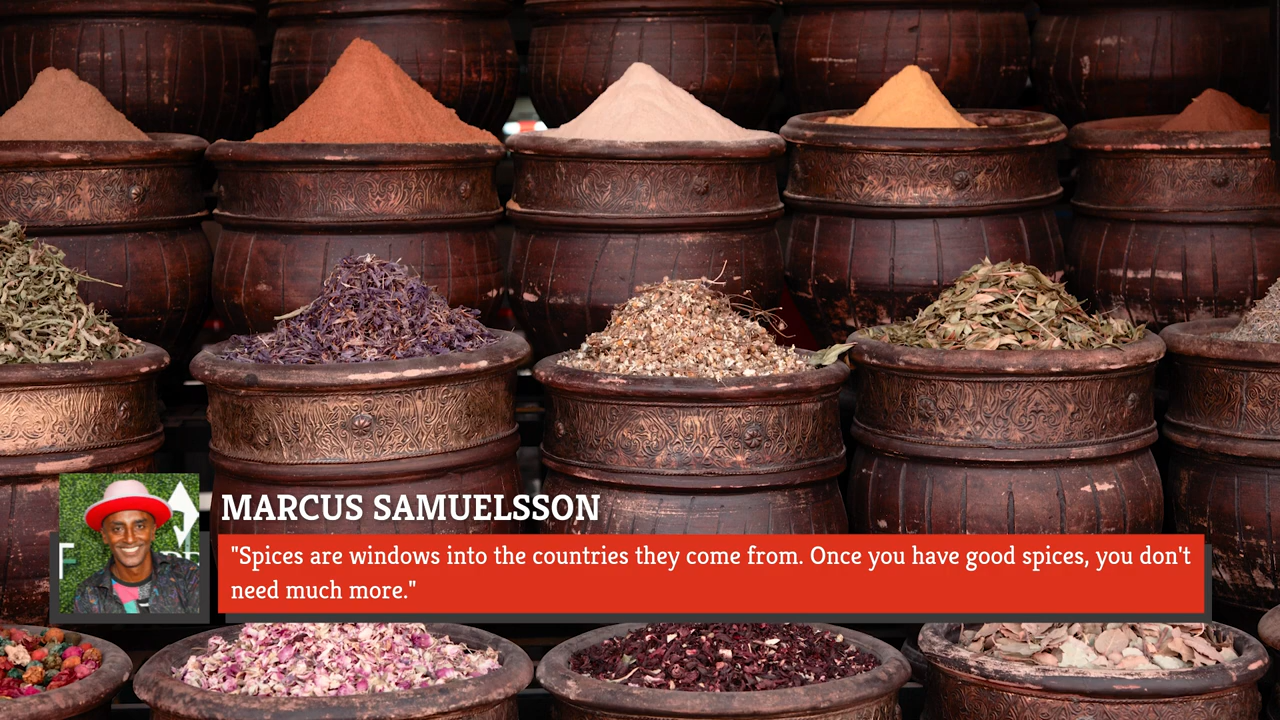 MARCUS SAMUELSSON
"Spices are windows into the countries they come from. Once you have good spices, you don't
need much more."